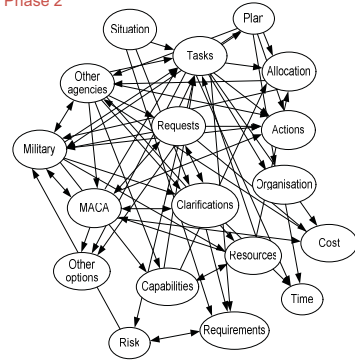 Phase 2
Situation
Plan
Tasks
Other
agencies
Allocation
Requests
Actions
Military
Organisation
MACA
Clarifications
Cost
Resources
Other
options
Capabilities
Time
Risk
Requirements